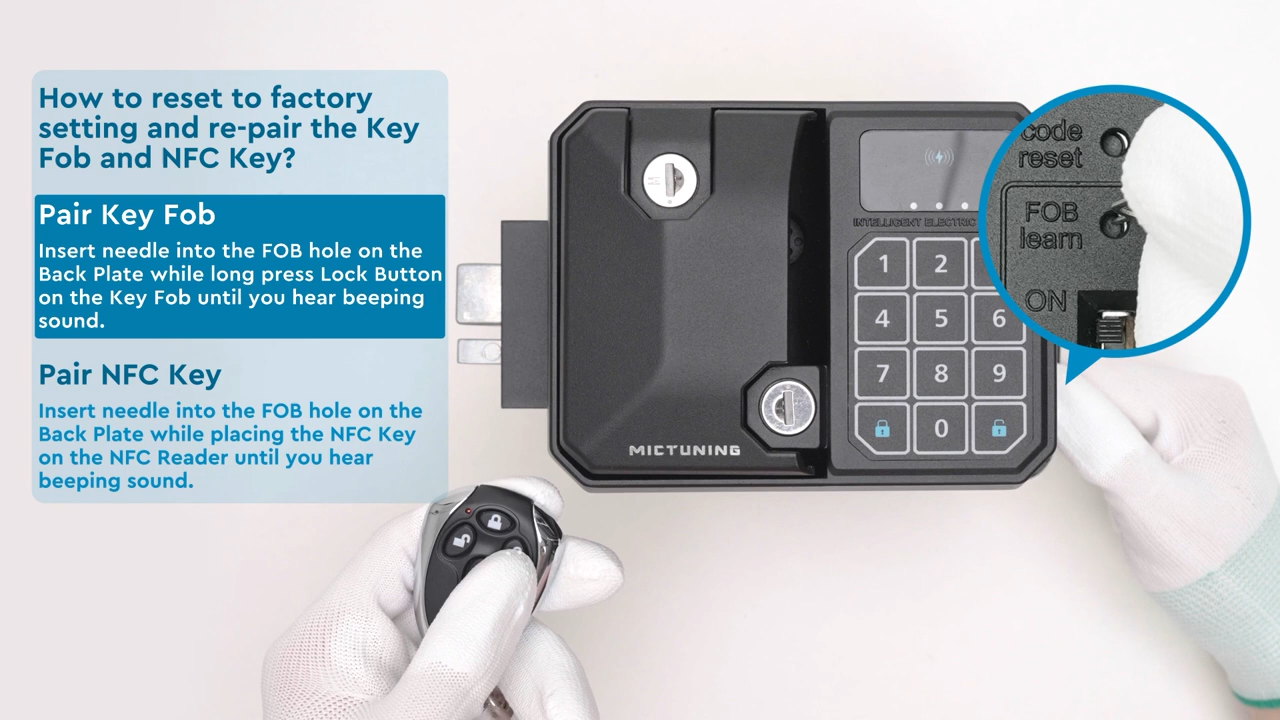 How to reset to factory
setting and re-pair the Key
Fob and NFC Key?
Pair Key Fob
Insert needle into the FOB hole on the
Back Plate while long press Lock Button
on the Key Fob until you hear beeping
sound.
Pair NFC Key
Insert needle into the FOB hole on the
Back Plate while placing the NFC Key
on the NFC Reader until you hear
beeping sound.
MICTUNING
INTELLIGENT ELECTRIC
1 2
4 5 6
7 8 9
0
code
reset
FOB
learn
ON